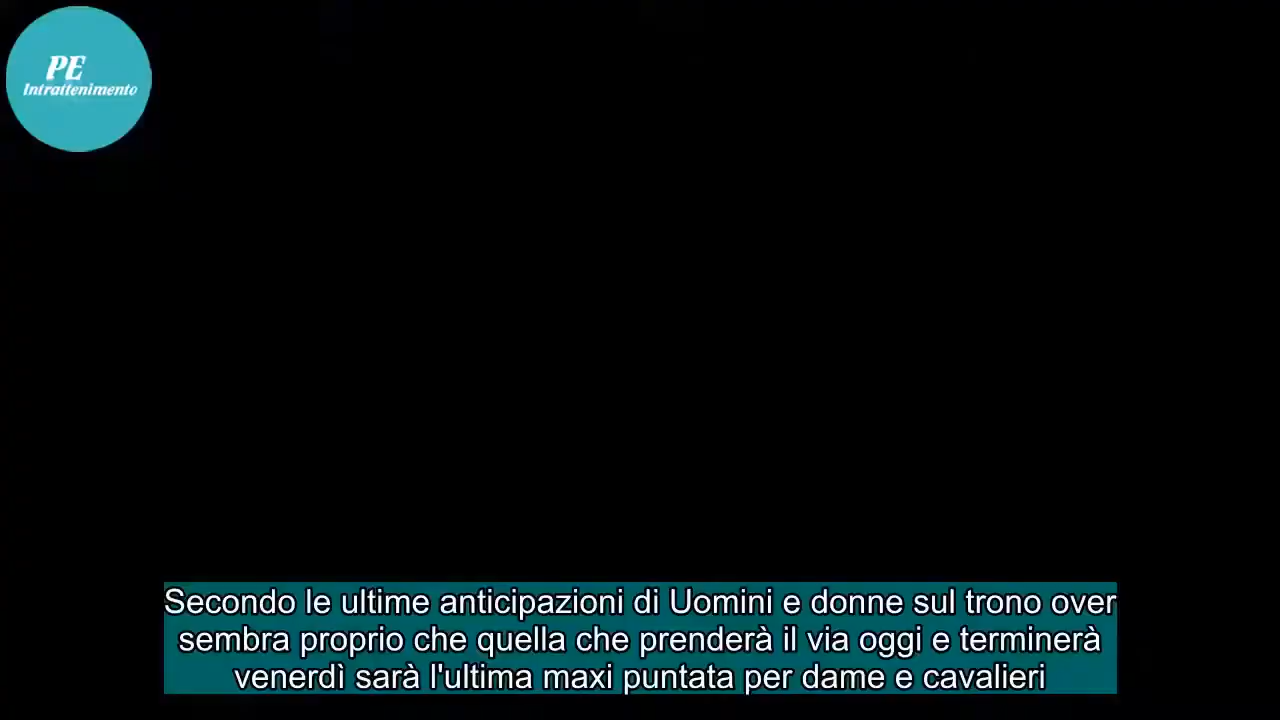 PE
Intrattenimento
Secondo le ultime anticipazioni di Uomini e donne sul trono over
sembra proprio che quella che prenderà il via oggi e terminerà
venerdì sarà l'ultima maxi puntata per dame e cavalieri